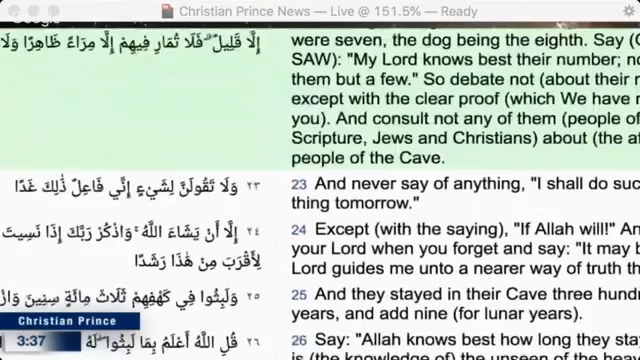 Christian Prince News — Live @ 151.5% — Ready
إِلَّا قَلِيلٌ ۗ فَلَا تُمَارِ فِيهِمْ إِلَّا مِرَاءً ظَاهِرًا وَلَا
were seven, the dog being the eighth. Say (
SAW): "My Lord knows best their number; no
them but a few." So debate not (about their
except with the clear proof (which We have
you). And consult not any of them (people of
Scripture, Jews and Christians) about (the af
people of the Cave.
٢٣ وَلَا تَقُولَنَّ لِشَيْءٍ إِنِّي فَاعِلٌ ذَٰلِكَ غَدًا
23 And never say of anything, "I shall do suc
thing tomorrow."
٢٤ إِلَّا أَنْ يَشَاءَ اللَّهُ ۚ وَاذْكُرْ رَبَّكَ إِذَا نَسِيتَ
لِأَقْرَبَ مِنْ هَٰذَا رَشَدًا
24 Except (with the saying), "If Allah will!" An
your Lord when you forget and say: "It may b
Lord guides me unto a nearer way of truth th
٢٥ وَلَبِثُوا فِي كَهْفِهِمْ ثَلَاثَ مِائَةٍ سِنِينَ
25 And they stayed in their Cave three hund
years, and add nine (for lunar years).
٢٦ قُلِ اللَّهُ أَعْلَمُ بِمَا لَبِثُوا ۖ لَهُ
26 Say: "Allah knows best how long they sta
is (the knowledge of) the unseen of the hea
Christian Prince
3:37